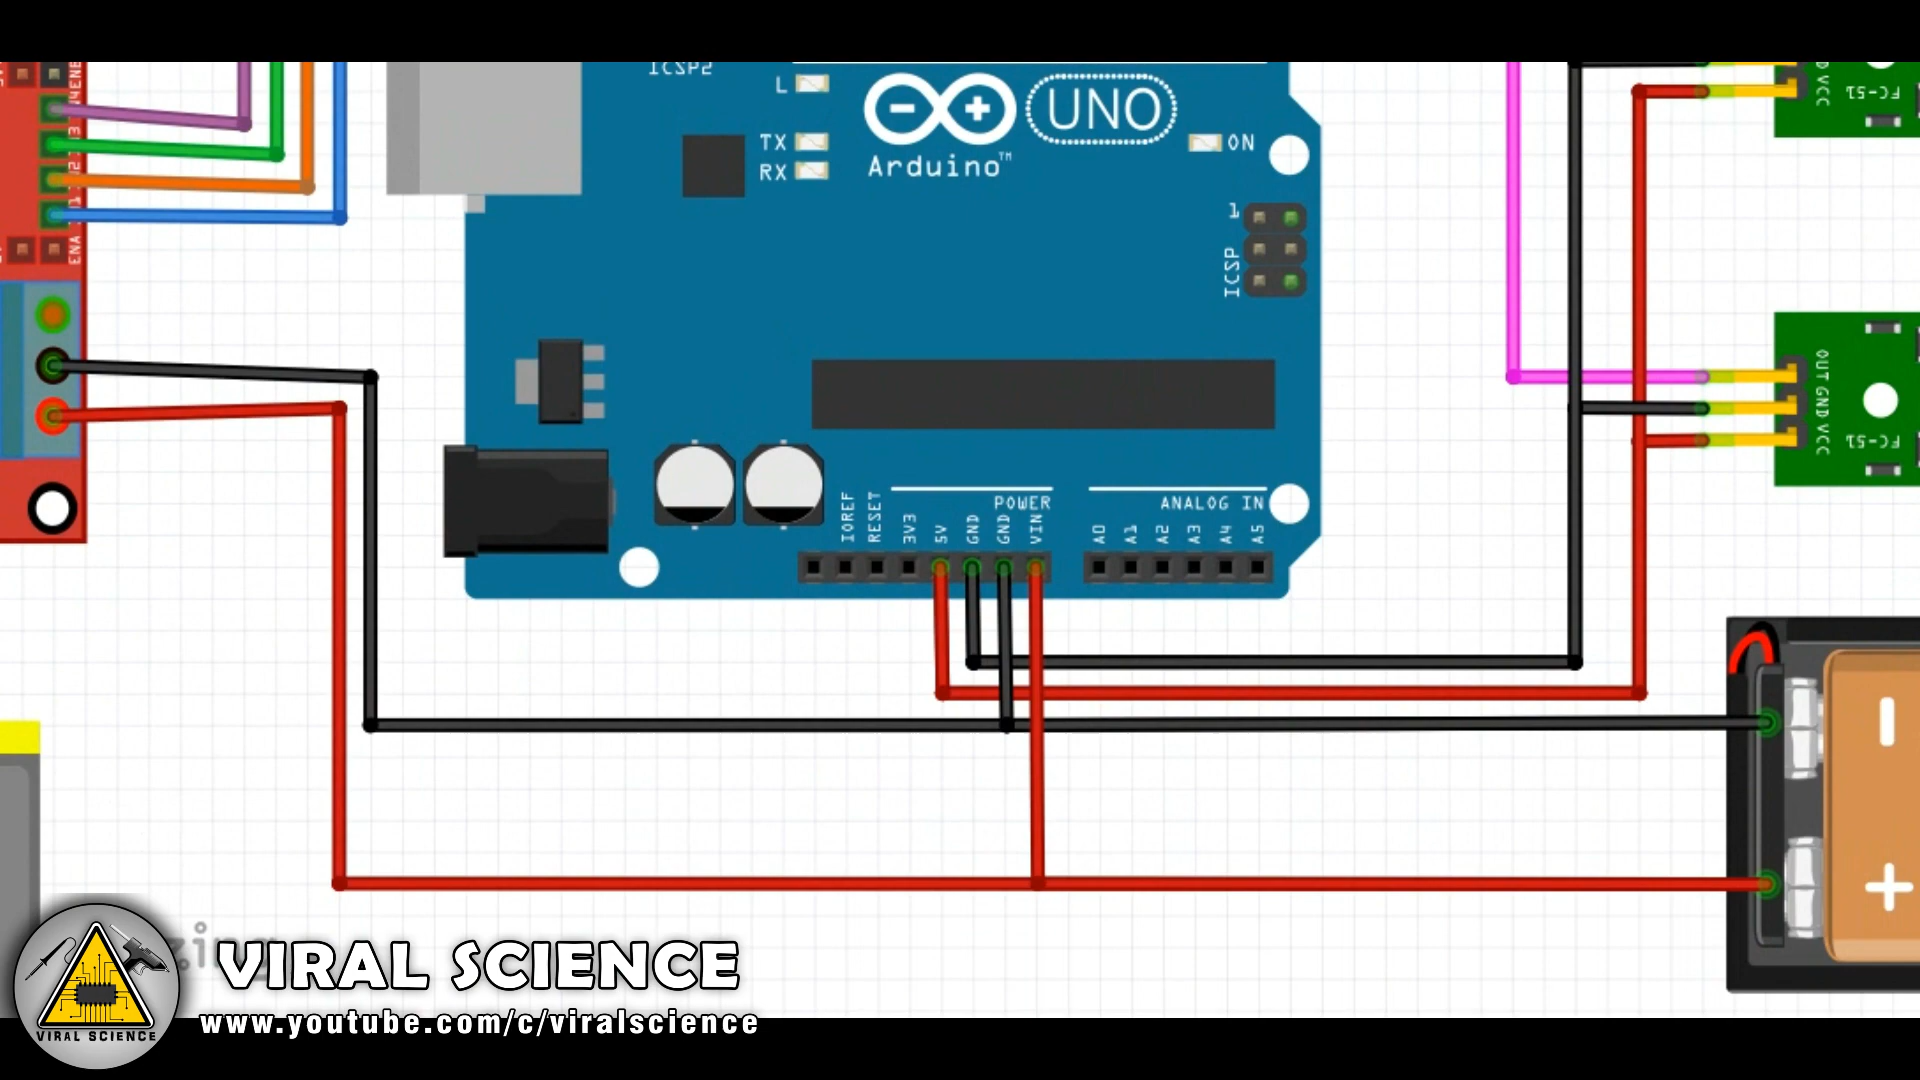 ICSP2
L
UNO
TX
RX
Arduino™
ON
1
ICSP
ENA
VCC
FC-51
OUT GND VCC
FC-51
POWER
ANALOG IN
IOREF
RESET
3V3
5V
GND
GND
VIN
A0
A1
A2
A3
A4
A5
-
+
zing
VIRAL SCIENCE
www.youtube.com/c/viralscience
VIRAL SCIENCE